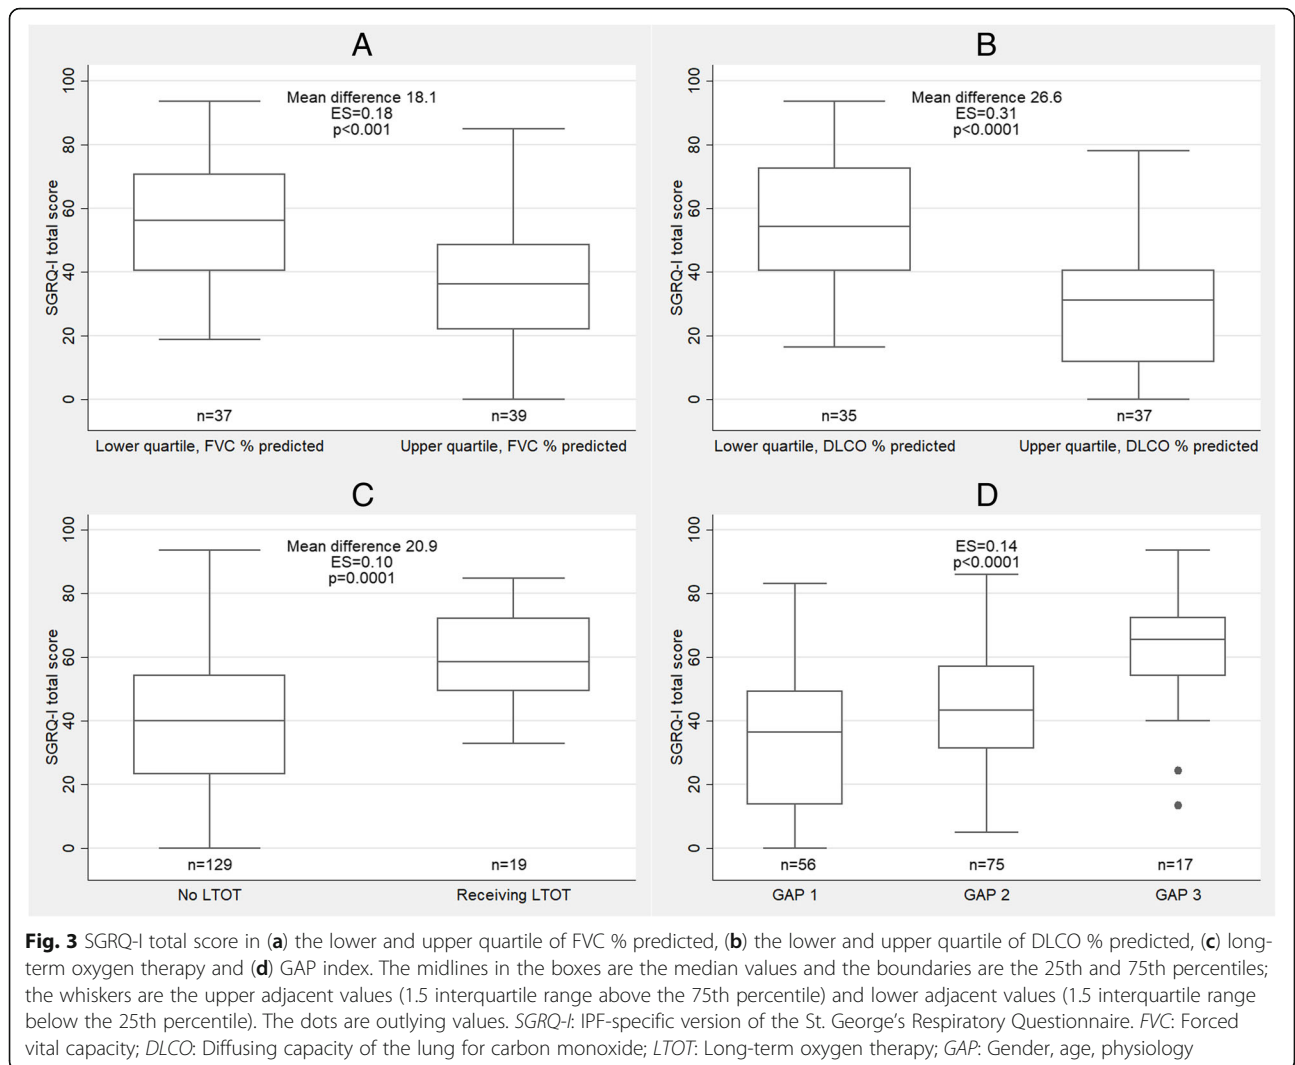 A
SGRQ-I total score
100
80
60
40
20
0
Mean difference 18.1
ES=0.18
p<0.001
n=37
n=39
Lower quartile, FVC % predicted
Upper quartile, FVC % predicted
B
SGRQ-I total score
100
80
60
40
20
0
Mean difference 26.6
ES=0.31
p<0.0001
n=35
n=37
Lower quartile, DLCO % predicted
Upper quartile, DLCO % predicted
C
SGRQ-I total score
100
80
60
40
20
0
Mean difference 20.9
ES=0.10
p=0.0001
n=129
n=19
No LTOT
Receiving LTOT
D
SGRQ-I total score
100
80
60
40
20
0
ES=0.14
p<0.0001
n=56
n=75
n=17
GAP 1
GAP 2
GAP 3
Fig. 3 SGRQ-I total score in (a) the lower and upper quartile of FVC % predicted, (b) the lower and upper quartile of DLCO % predicted, (c) long-
term oxygen therapy and (d) GAP index. The midlines in the boxes are the median values and the boundaries are the 25th and 75th percentiles;
the whiskers are the upper adjacent values (1.5 interquartile range above the 75th percentile) and lower adjacent values (1.5 interquartile range
below the 25th percentile). The dots are outlying values. SGRQ-I: IPF-specific version of the St. George's Respiratory Questionnaire. FVC: Forced
vital capacity; DLCO: Diffusing capacity of the lung for carbon monoxide; LTOT: Long-term oxygen therapy; GAP: Gender, age, physiology